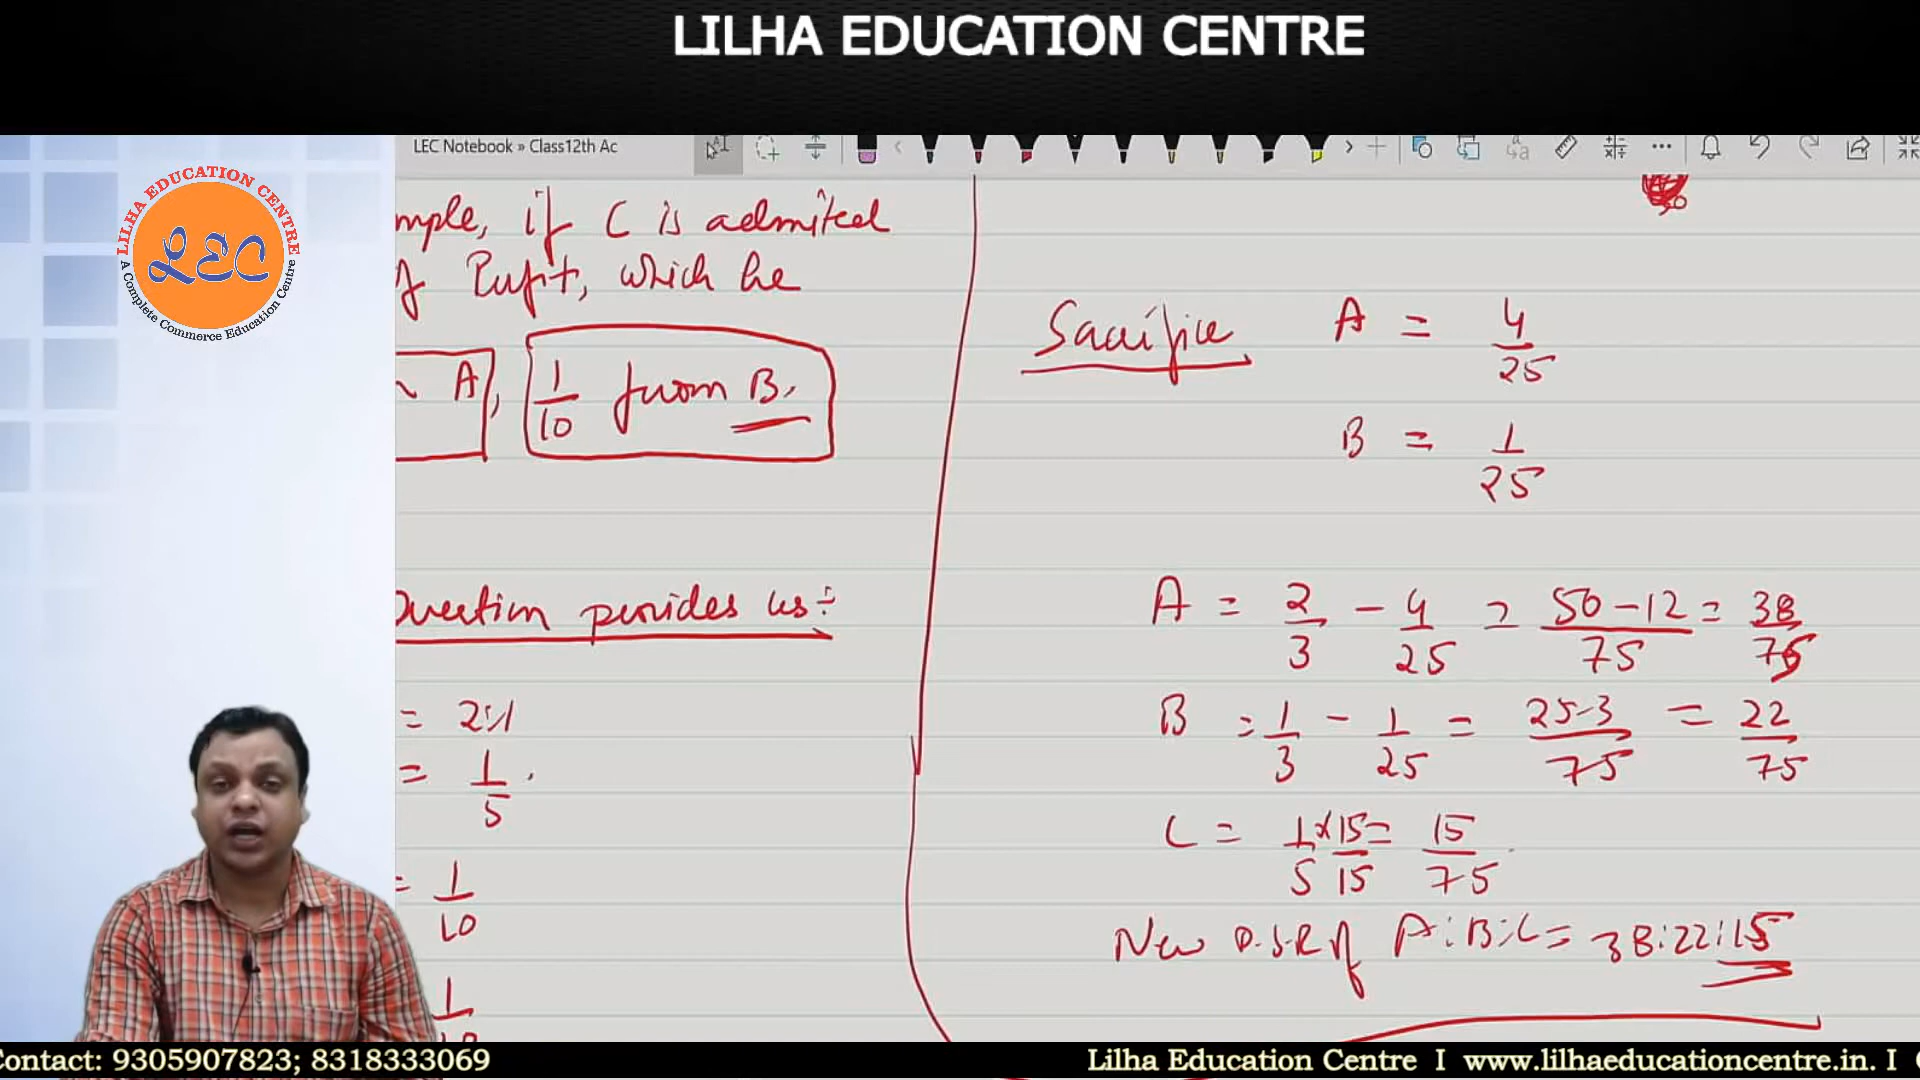 LILHA EDUCATION CENTRE
LEC Notebook » Class12th Ac
LILHA EDUCATION CENTRE
LEC
A Complete Commerce Education Centre
mple, if C is admited
of Profit, which he
A, 1/10 from B.
Question provides us :-
= 2:1
= 1/5
= 1/10
1/10
Sacrifice A = 4/25
B = 1/25
A = 2/3 - 4/25 = 50-12/75 = 38/75
B = 1/3 - 1/25 = 25-3/75 = 22/75
C = 1/5 x 15/15 = 15/75
New P.S.R of A:B:C = 38:22:15
Contact: 9305907823; 8318333069
Lilha Education Centre I www.lilhaeducationcentre.in. I